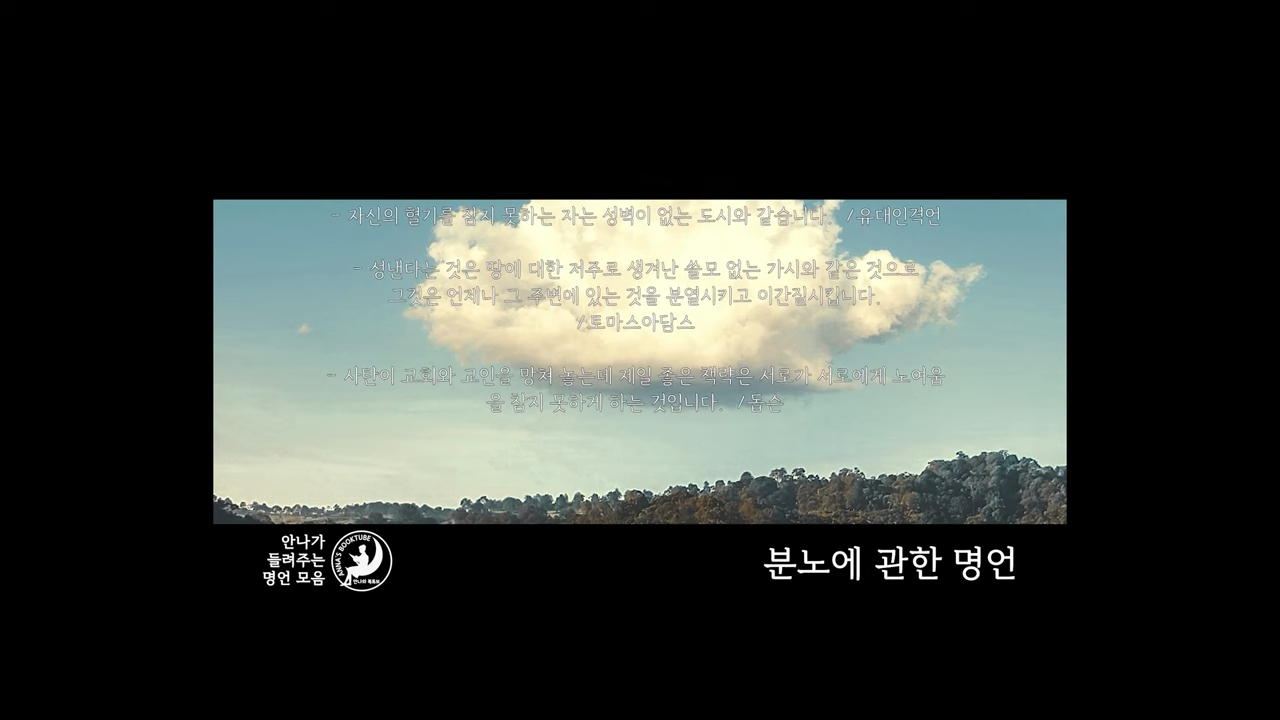 - 자신의 혈기를 참지 못하는 자는 성벽이 없는 도시와 같습니다. /유대인격언
- 성낸다는 것은 땅에 대한 저주로 생겨난 쓸모 없는 가시와 같은 것으로
그것은 언제나 그 주변에 있는 것을 분열시키고 이간질시킵니다.
/토마스아담스
- 사탄이 교회와 교인을 망쳐 놓는데 제일 좋은 책략은 서로가 서로에게 노여움
을 참지 못하게 하는 것입니다. /돕슨
안나가
들려주는
명언 모음
ANNA'S BOOKTUBE
안나의 북튜브
분노에 관한 명언